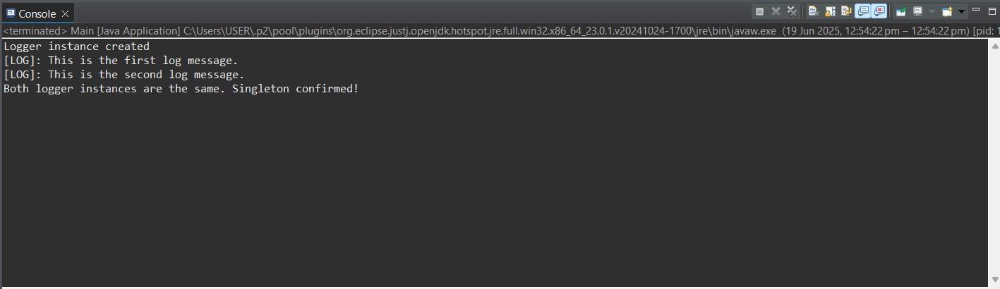 Console
<terminated> Main [Java Application] C:\Users\USER\.p2\pool\plugins\org.eclipse.justj.openjdk.hotspot.jre.full.win32.x86_64_23.0.1.v20241024-1700\jre\bin\javaw.exe (19 Jun 2025, 12:54:22 pm – 12:54:22 pm) [pid: 1
Logger instance created
[LOG]: This is the first log message.
[LOG]: This is the second log message.
Both logger instances are the same. Singleton confirmed!